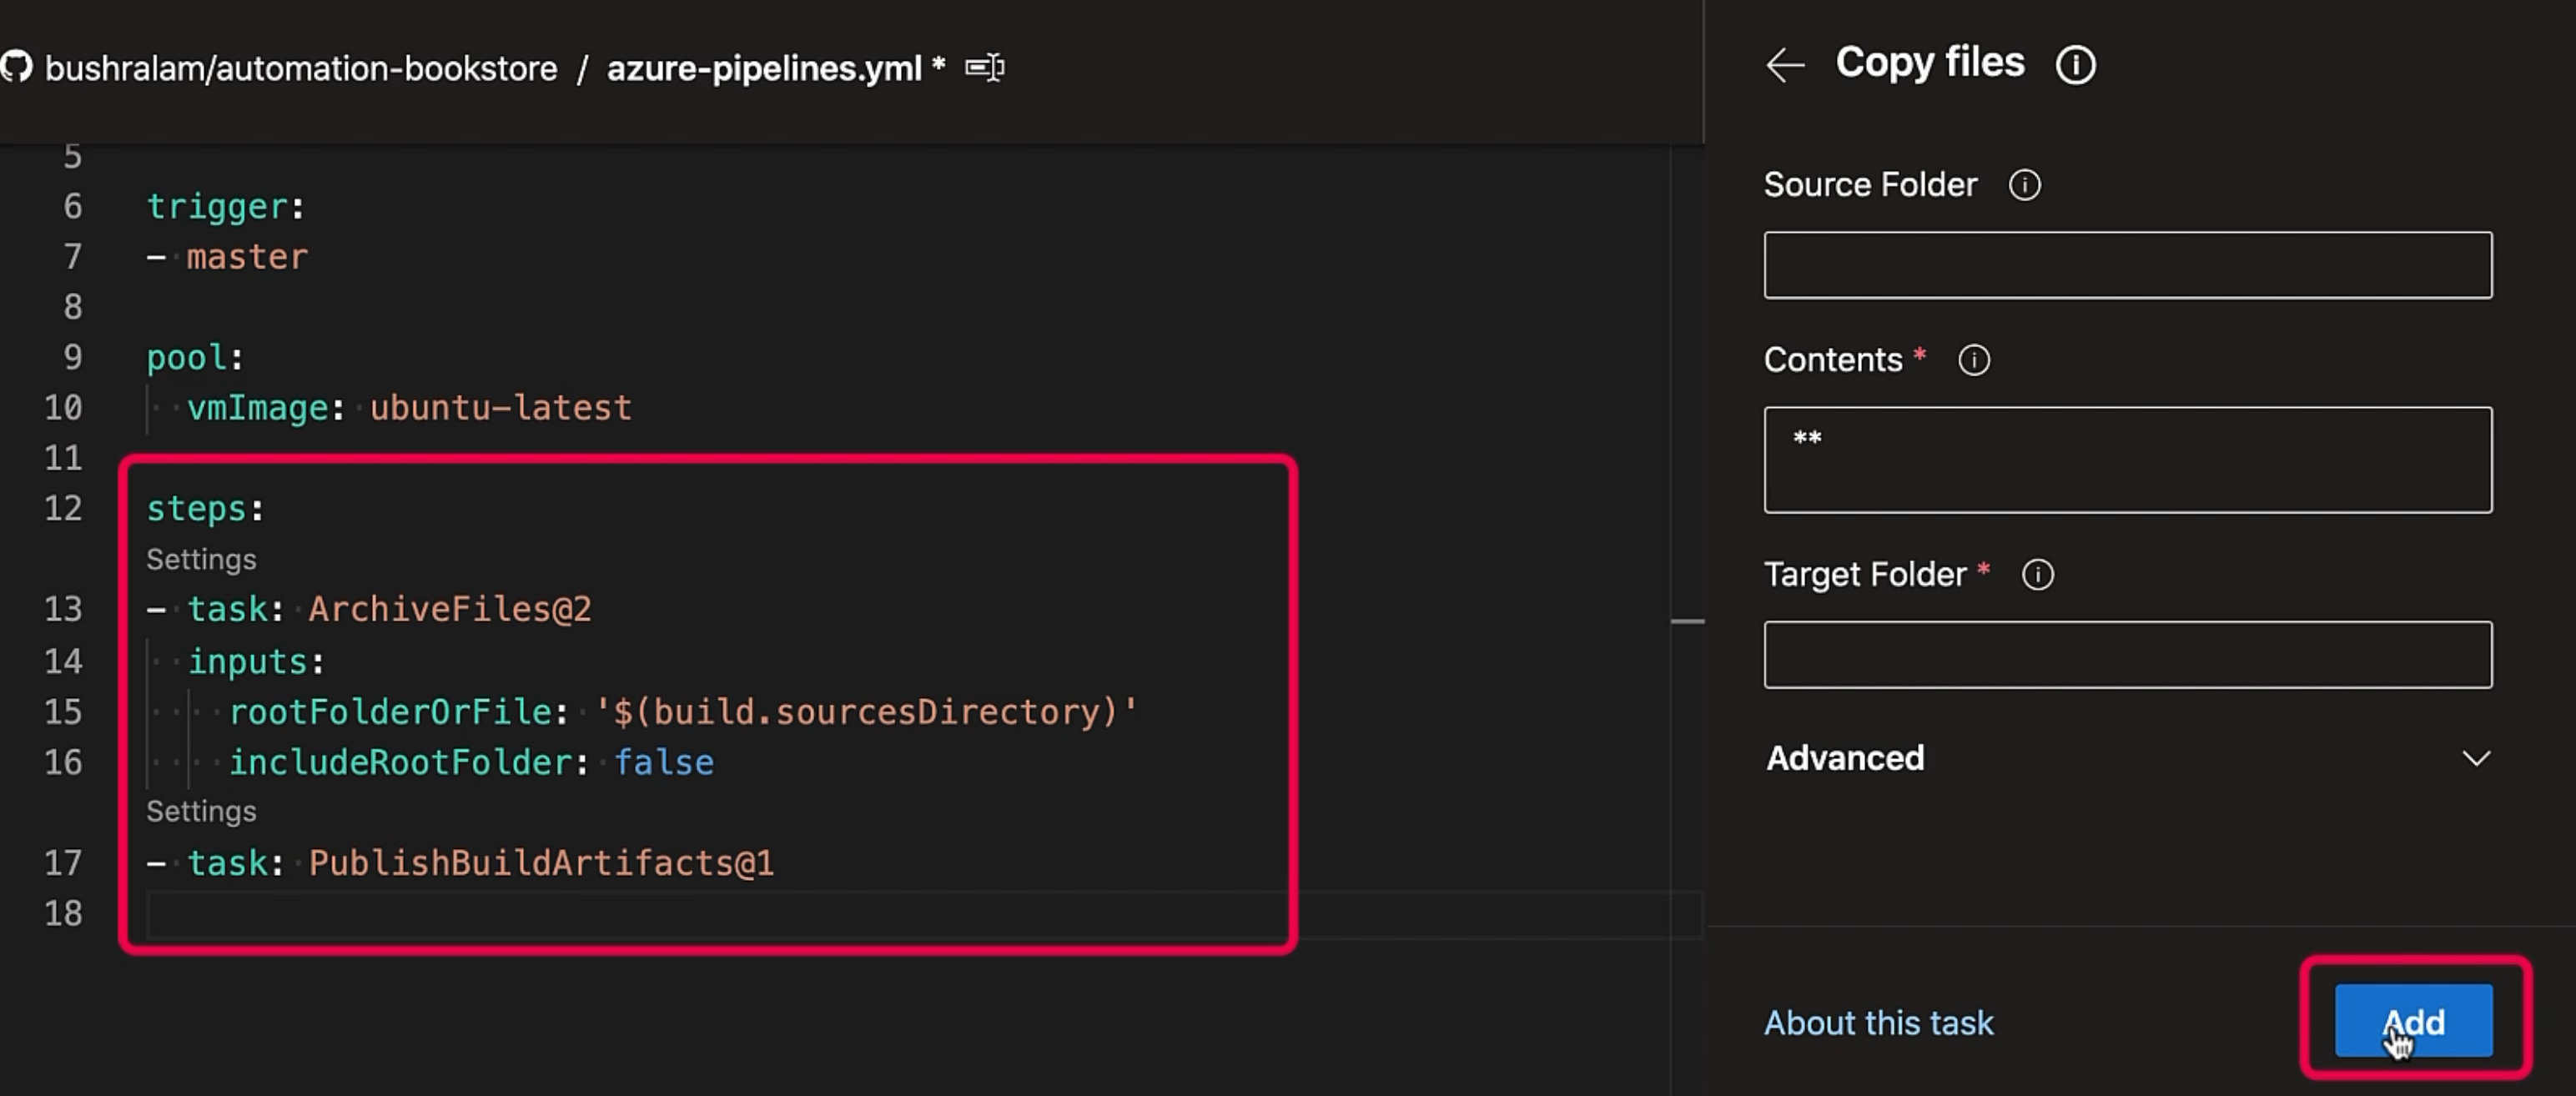 bushralam/automation-bookstore / azure-pipelines.yml *
5
6 trigger:
7 - master
8
9 pool:
10 vmImage: ubuntu-latest
11
12 steps:
Settings
13 - task: ArchiveFiles@2
14 inputs:
15 rootFolderOrFile: '$(build.sourcesDirectory)'
16 includeRootFolder: false
Settings
17 - task: PublishBuildArtifacts@1
18
Copy files
Source Folder
Contents *
**
Target Folder *
Advanced
About this task
Add